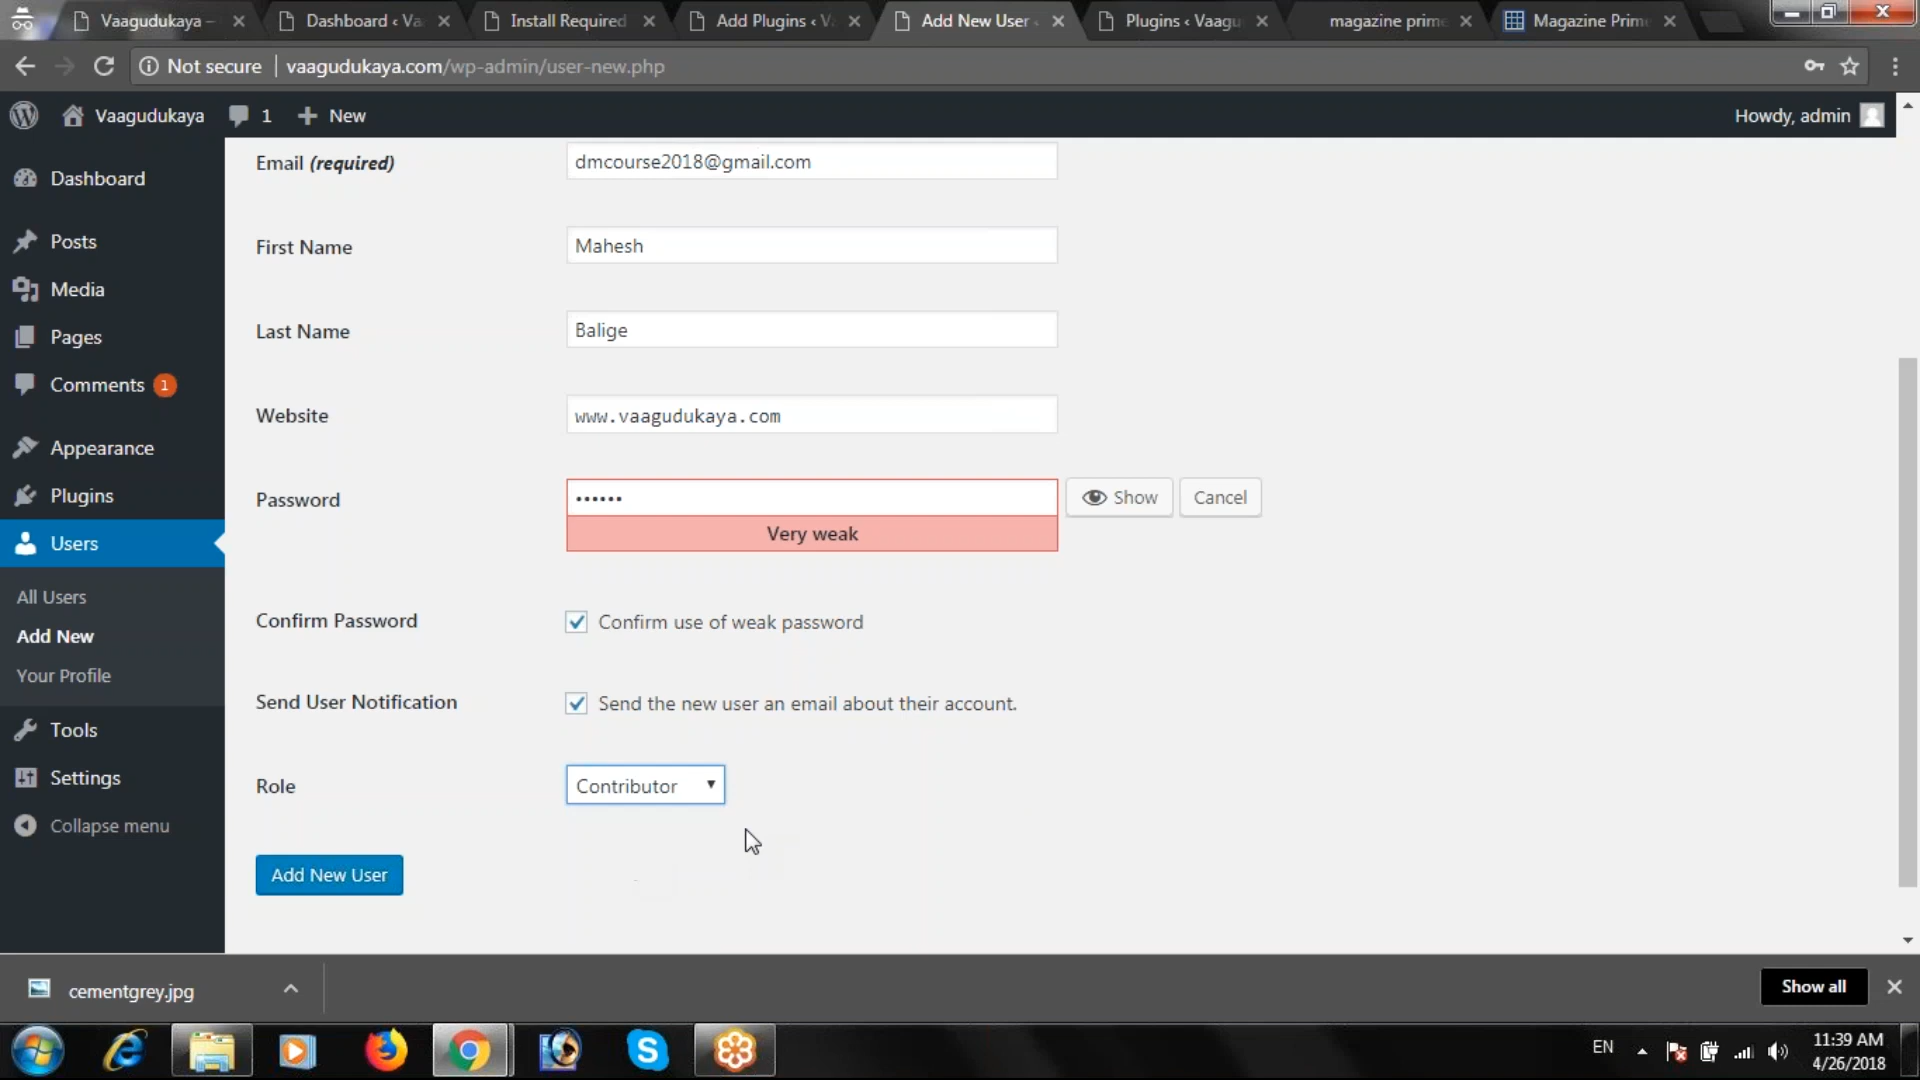 Vaagudukaya –
Dashboard ‹ Va
Install Required
Add Plugins ‹ V
Add New User ‹
Plugins ‹ Vaagu
magazine prim
Magazine Prim
Not secure
vaagudukaya.com/wp-admin/user-new.php
Vaagudukaya
1
+ New
Howdy, admin
Dashboard
Posts
Media
Pages
Comments 1
Appearance
Plugins
Users
All Users
Add New
Your Profile
Tools
Settings
Collapse menu
Email (required)
dmcourse2018@gmail.com
First Name
Mahesh
Last Name
Balige
Website
www.vaagudukaya.com
Password
••••••
Show
Cancel
Very weak
Confirm Password
Confirm use of weak password
Send User Notification
Send the new user an email about their account.
Role
Contributor
Add New User
cementgrey.jpg
Show all
EN
11:39 AM
4/26/2018